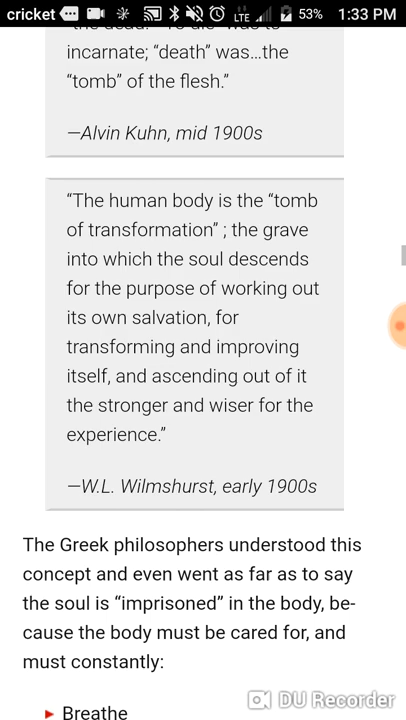 cricket LTE 53% 1:33 PM
incarnate; “death” was...the
“tomb” of the flesh.”
—Alvin Kuhn, mid 1900s
“The human body is the “tomb
of transformation” ; the grave
into which the soul descends
for the purpose of working out
its own salvation, for
transforming and improving
itself, and ascending out of it
the stronger and wiser for the
experience.”
—W.L. Wilmshurst, early 1900s
The Greek philosophers understood this
concept and even went as far as to say
the soul is “imprisoned” in the body, be-
cause the body must be cared for, and
must constantly:
Breathe
DU Recorder